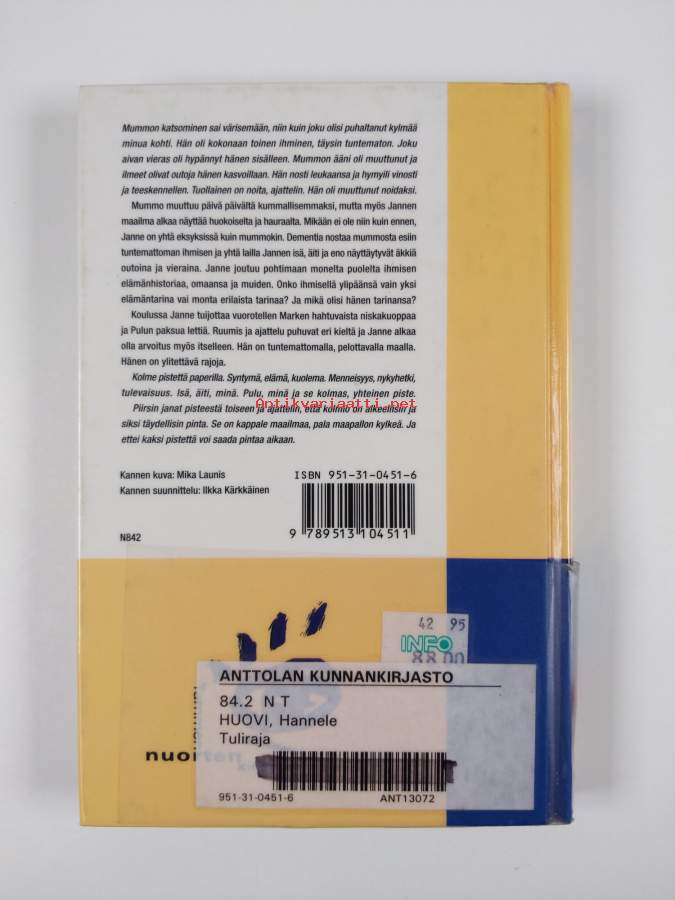 Mummon katsominen sai värisemään, niin kuin joku olisi puhaltanut kylmää
minua kohti. Hän oli kokonaan toinen ihminen, täysin tuntematon. Joku
aivan vieras oli hypännyt hänen sisälleen. Mummon ääni oli muuttunut ja
ilmeet olivat outoja hänen kasvoillaan. Hän nosti leukaansa ja hymyili vinosti
ja teeskennellen. Tuollainen on noita, ajattelin. Hän oli muuttunut noidaksi.
Mummo muuttuu päivä päivältä kummallisemmaksi, mutta myös Jannen
maailma alkaa näyttää huokoiselta ja hauraalta. Mikään ei ole niin kuin ennen,
Janne on yhtä eksyksissä kuin mummokin. Dementia nostaa mummosta esiin
tuntemattoman ihmisen ja yhtä lailla Jannen isä, äiti ja eno näyttäytyvät äkkiä
outoina ja vieraina. Janne joutuu pohtimaan monelta puolelta ihmisen
elämänhistoriaa, omaansa ja muiden. Onko ihmisellä ylipäänsä vain yksi
elämäntarina vai monta erilaista tarinaa? Ja mikä olisi hänen tarinansa?
Koulussa Janne tuijottaa vuorotellen Marken hahtuvaista niskakuoppaa
ja Pulun paksua lettiä. Ruumis ja ajattelu puhuvat eri kieltä ja Janne alkaa
olla arvoitus myös itselleen. Hän on tuntemattomalla, pelottavalla maalla.
Hänen on ylitettävä rajoja.
Kolme pistettä paperilla. Syntymä, elämä, kuolema. Menneisyys, nykyhetki,
tulevaisuus. Isä, äiti, minä. Pulu, minä ja se kolmas, yhteinen piste.
Antikvariaatti.net
Piirsin janat pisteestä toiseen ja ajattelin, että kolmio on alkeellisin ja
siksi täydellisin pinta. Se on kappale maailmaa, pala maapallon kylkeä. Ja
ettei kaksi pistettä voi saada pintaa aikaan.
Kannen kuva: Mika Launis
Kannen suunnittelu: Ilkka Kärkkäinen
ISBN 951-31-0451-6
9 789513 104511
N842
42 95
INFO
88.00
ANTTOLAN KUNNANKIRJASTO
84.2 N T
HUOVI, Hannele
Tuliraja
nuorten
951-31-0451-6 ANT13072